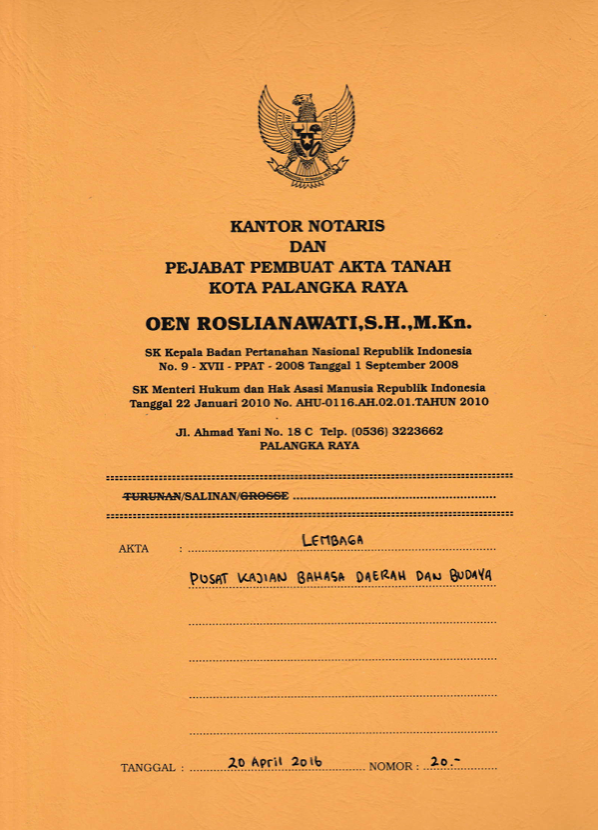 KANTOR NOTARIS
DAN
PEJABAT PEMBUAT AKTA TANAH
KOTA PALANGKA RAYA
OEN ROSLIANAWATI,S.H.,M.Kn.
SK Kepala Badan Pertanahan Nasional Republik Indonesia
No. 9 - XVII - PPAT - 2008 Tanggal 1 September 2008
SK Menteri Hukum dan Hak Asasi Manusia Republik Indonesia
Tanggal 22 Januari 2010 No. AHU-0116.AH.02.01.TAHUN 2010
Jl. Ahmad Yani No. 18 C Telp. (0536) 3223662
PALANGKA RAYA
TURUNAN/SALINAN/GROSSE
AKTA : LEMBAGA
PUSAT KAJIAN BAHASA DAERAH DAN BUDAYA
TANGGAL : 20 April 2016 NOMOR : 20.-